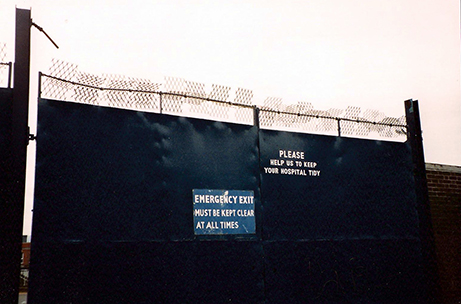 PLEASE
HELP US TO KEEP
YOUR HOSPITAL TIDY
EMERGENCY EXIT
MUST BE KEPT CLEAR
AT ALL TIMES